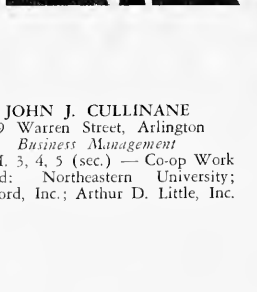 JOHN J. CULLINANE
9 Warren Street, Arlington
Business Management
3, 4, 5 (sec.) — Co-op Work
Northeastern University;
Inc.; Arthur D. Little, Inc.